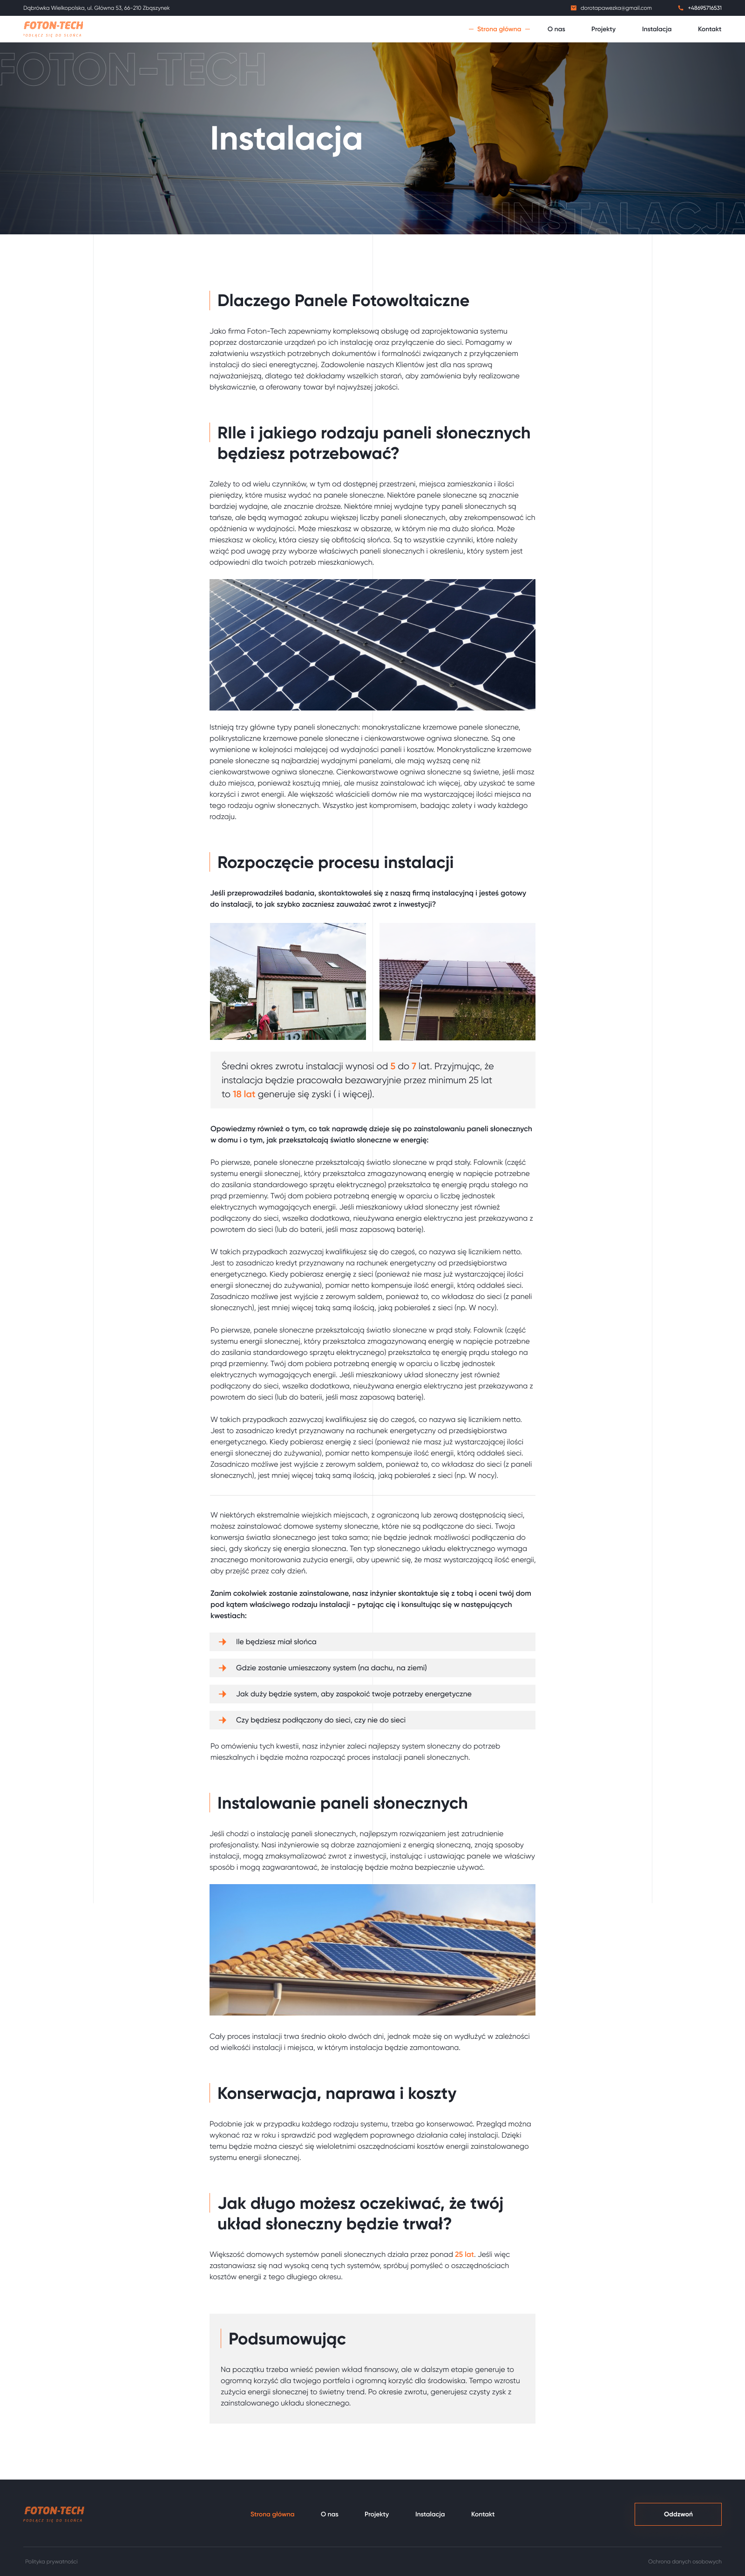 Dąbrówka Wielkopolska, ul. Główna 53, 66-210 Zbąszynek
dorotapawezka@gmail.com
+48695716531
FOTON-TECH
PODŁĄCZ SIĘ DO SŁOŃCA
Strona główna
O nas
Projekty
Instalacja
Kontakt
FOTON-TECH
Instalacja
INSTALACJA
Dlaczego Panele Fotowoltaiczne
Jako firma Foton-Tech zapewniamy kompleksową obsługę od zaprojektowania systemu
poprzez dostarczanie urządzeń po ich instalację oraz przyłączenie do sieci. Pomagamy w
załatwieniu wszystkich potrzebnych dokumentów i formalności związanych z przyłączeniem
instalacji do sieci eneregtycznej. Zadowolenie naszych Klientów jest dla nas sprawą
najważaniejszą, dlatego też dokładamy wszelkich starań, aby zamówienia były realizowane
błyskawicznie, a oferowany towar był najwyższej jakości.
RIle i jakiego rodzaju paneli słonecznych
będziesz potrzebować?
Zależy to od wielu czynników, w tym od dostępnej przestrzeni, miejsca zamieszkania i ilości
pieniędzy, które musisz wydać na panele słoneczne. Niektóre panele słoneczne są znacznie
bardziej wydajne, ale znacznie droższe. Niektóre mniej wydajne typy paneli słonecznych są
tańsze, ale będą wymagać zakupu większej liczby paneli słonecznych, aby zrekompensować ich
opóźnienia w wydajności. Może mieszkasz w obszarze, w którym nie ma dużo słońca. Może
mieszkasz w okolicy, która cieszy się obfitością słońca. Są to wszystkie czynniki, które należy
wziąć pod uwagę przy wyborze właściwych paneli słonecznych i określeniu, który system jest
odpowiedni dla twoich potrzeb mieszkaniowych.
Istnieją trzy główne typy paneli słonecznych: monokrystaliczne krzemowe panele słoneczne,
polikrystaliczne krzemowe panele słoneczne i cienkowarstwowe ogniwa słoneczne. Są one
wymienione w kolejności malejącej od wydajności paneli i kosztów. Monokrystaliczne krzemowe
panele słoneczne są najbardziej wydajnymi panelami, ale mają wyższą cenę niż
cienkowarstwowe ogniwa słoneczne. Cienkowarstwowe ogniwa słoneczne są świetne, jeśli masz
dużo miejsca, ponieważ kosztują mniej, ale musisz zainstalować ich więcej, aby uzyskać te same
korzyści i zwrot energii. Ale większość właścicieli domów nie ma wystarczającej ilości miejsca na
tego rodzaju ogniw słonecznych. Wszystko jest kompromisem, badając zalety i wady każdego
rodzaju.
Rozpoczęcie procesu instalacji
Jeśli przeprowadziłeś badania, skontaktowałeś się z naszą firmą instalacyjną i jesteś gotowy
do instalacji, to jak szybko zaczniesz zauważać zwrot z inwestycji?
Średni okres zwrotu instalacji wynosi od 5 do 7 lat. Przyjmując, że
instalacja będzie pracowała bezawaryjnie przez minimum 25 lat
to 18 lat generuje się zyski ( i więcej).
Opowiedzmy również o tym, co tak naprawdę dzieje się po zainstalowaniu paneli słonecznych
w domu i o tym, jak przekształcają światło słoneczne w energię:
Po pierwsze, panele słoneczne przekształcają światło słoneczne w prąd stały. Falownik (część
systemu energii słonecznej, który przekształca zmagazynowaną energię w napięcie potrzebne
do zasilania standardowego sprzętu elektrycznego) przekształca tę energię prądu stałego na
prąd przemienny. Twój dom pobiera potrzebną energię w oparciu o liczbę jednostek
elektrycznych wymagających energii. Jeśli mieszkaniowy układ słoneczny jest również
podłączony do sieci, wszelka dodatkowa, nieużywana energia elektryczna jest przekazywana z
powrotem do sieci (lub do baterii, jeśli masz zapasową baterię).
W takich przypadkach zazwyczaj kwalifikujesz się do czegoś, co nazywa się licznikiem netto.
Jest to zasadniczo kredyt przyznawany na rachunek energetyczny od przedsiębiorstwa
energetycznego. Kiedy pobierasz energię z sieci (ponieważ nie masz już wystarczającej ilości
energii słonecznej do zużywania), pomiar netto kompensuje ilość energii, którą oddałeś sieci.
Zasadniczo możliwe jest wyjście z zerowym saldem, ponieważ to, co wkładasz do sieci (z paneli
słonecznych), jest mniej więcej taką samą ilością, jaką pobierałeś z sieci (np. W nocy).
Po pierwsze, panele słoneczne przekształcają światło słoneczne w prąd stały. Falownik (część
systemu energii słonecznej, który przekształca zmagazynowaną energię w napięcie potrzebne
do zasilania standardowego sprzętu elektrycznego) przekształca tę energię prądu stałego na
prąd przemienny. Twój dom pobiera potrzebną energię w oparciu o liczbę jednostek
elektrycznych wymagających energii. Jeśli mieszkaniowy układ słoneczny jest również
podłączony do sieci, wszelka dodatkowa, nieużywana energia elektryczna jest przekazywana z
powrotem do sieci (lub do baterii, jeśli masz zapasową baterię).
W takich przypadkach zazwyczaj kwalifikujesz się do czegoś, co nazywa się licznikiem netto.
Jest to zasadniczo kredyt przyznawany na rachunek energetyczny od przedsiębiorstwa
energetycznego. Kiedy pobierasz energię z sieci (ponieważ nie masz już wystarczającej ilości
energii słonecznej do zużywania), pomiar netto kompensuje ilość energii, którą oddałeś sieci.
Zasadniczo możliwe jest wyjście z zerowym saldem, ponieważ to, co wkładasz do sieci (z paneli
słonecznych), jest mniej więcej taką samą ilością, jaką pobierałeś z sieci (np. W nocy).
W niektórych ekstremalnie wiejskich miejscach, z ograniczoną lub zerową dostępnością sieci,
możesz zainstalować domowe systemy słoneczne, które nie są podłączone do sieci. Twoja
konwersja światła słonecznego jest taka sama; nie będzie jednak możliwości podłączenia do
sieci, gdy skończy się energia słoneczna. Ten typ słonecznego układu elektrycznego wymaga
znacznego monitorowania zużycia energii, aby upewnić się, że masz wystarczającą ilość energii,
aby przejść przez cały dzień.
Zanim cokolwiek zostanie zainstalowane, nasz inżynier skontaktuje się z tobą i oceni twój dom
pod kątem właściwego rodzaju instalacji - pytając cię i konsultując się w następujących
kwestiach:
Ile będziesz miał słońca
Gdzie zostanie umieszczony system (na dachu, na ziemi)
Jak duży będzie system, aby zaspokoić twoje potrzeby energetyczne
Czy będziesz podłączony do sieci, czy nie do sieci
Po omówieniu tych kwestii, nasz inżynier zaleci najlepszy system słoneczny do potrzeb
mieszkalnych i będzie można rozpocząć proces instalacji paneli słonecznych.
Instalowanie paneli słonecznych
Jeśli chodzi o instalację paneli słonecznych, najlepszym rozwiązaniem jest zatrudnienie
profesjonalisty. Nasi inżynierowie są dobrze zaznajomieni z energią słoneczną, znają sposoby
instalacji, mogą zmaksymalizować zwrot z inwestycji, instalując i ustawiając panele we właściwy
sposób i mogą zagwarantować, że instalację będzie można bezpiecznie używać.
Cały proces instalacji trwa średnio około dwóch dni, jednak może się on wydłużyć w zależności
od wielkośći instalacji i miejsca, w którym instalacja będzie zamontowana.
Konserwacja, naprawa i koszty
Podobnie jak w przypadku każdego rodzaju systemu, trzeba go konserwować. Przegląd można
wykonać raz w roku i sprawdzić pod względem poprawnego działania całej instalacji. Dzięki
temu będzie można cieszyć się wieloletnimi oszczędnościami kosztów energii zainstalowanego
systemu energii słonecznej.
Jak długo możesz oczekiwać, że twój
układ słoneczny będzie trwał?
Większość domowych systemów paneli słonecznych działa przez ponad 25 lat. Jeśli więc
zastanawiasz się nad wysoką ceną tych systemów, spróbuj pomyśleć o oszczędnościach
kosztów energii z tego długiego okresu.
Podsumowując
Na początku trzeba wnieść pewien wkład finansowy, ale w dalszym etapie generuje to
ogromną korzyść dla twojego portfela i ogromną korzyść dla środowiska. Tempo wzrostu
zużycia energii słonecznej to świetny trend. Po okresie zwrotu, generujesz czysty zysk z
zainstalowanego układu słonecznego.
FOTON-TECH
PODŁĄCZ SIĘ DO SŁOŃCA
Strona główna
O nas
Projekty
Instalacja
Kontakt
Oddzwoń
Polityka prywatności
Ochrona danych osobowych